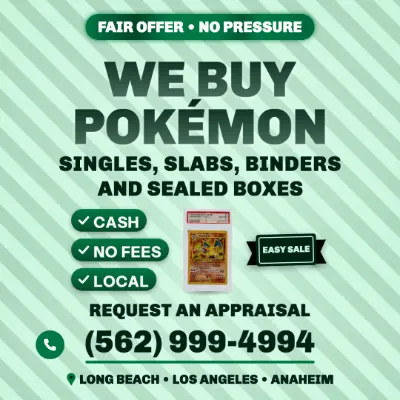 FAIR OFFER • NO PRESSURE
WE BUY
POKÉMON
SINGLES, SLABS, BINDERS
AND SEALED BOXES
CASH
NO FEES
LOCAL
EASY SALE
REQUEST AN APPRAISAL
(562) 999-4994
LONG BEACH • LOS ANGELES • ANAHEIM